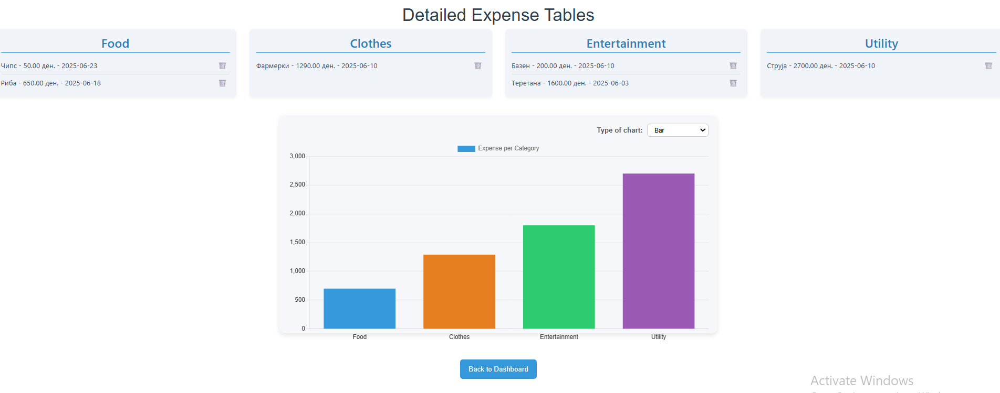 Detailed Expense Tables
Food
Чипс - 50.00 ден. - 2025-06-23
Риба - 650.00 ден. - 2025-06-18
Clothes
Фармерки - 1290.00 ден. - 2025-06-10
Entertainment
Базен - 200.00 ден. - 2025-06-10
Теретана - 1600.00 ден. - 2025-06-03
Utility
Струја - 2700.00 ден. - 2025-06-10
Type of chart: Bar
Expense per Category
3,000
2,500
2,000
1,500
1,000
500
0
Food Clothes Entertainment Utility
Back to Dashboard
Activate Windows